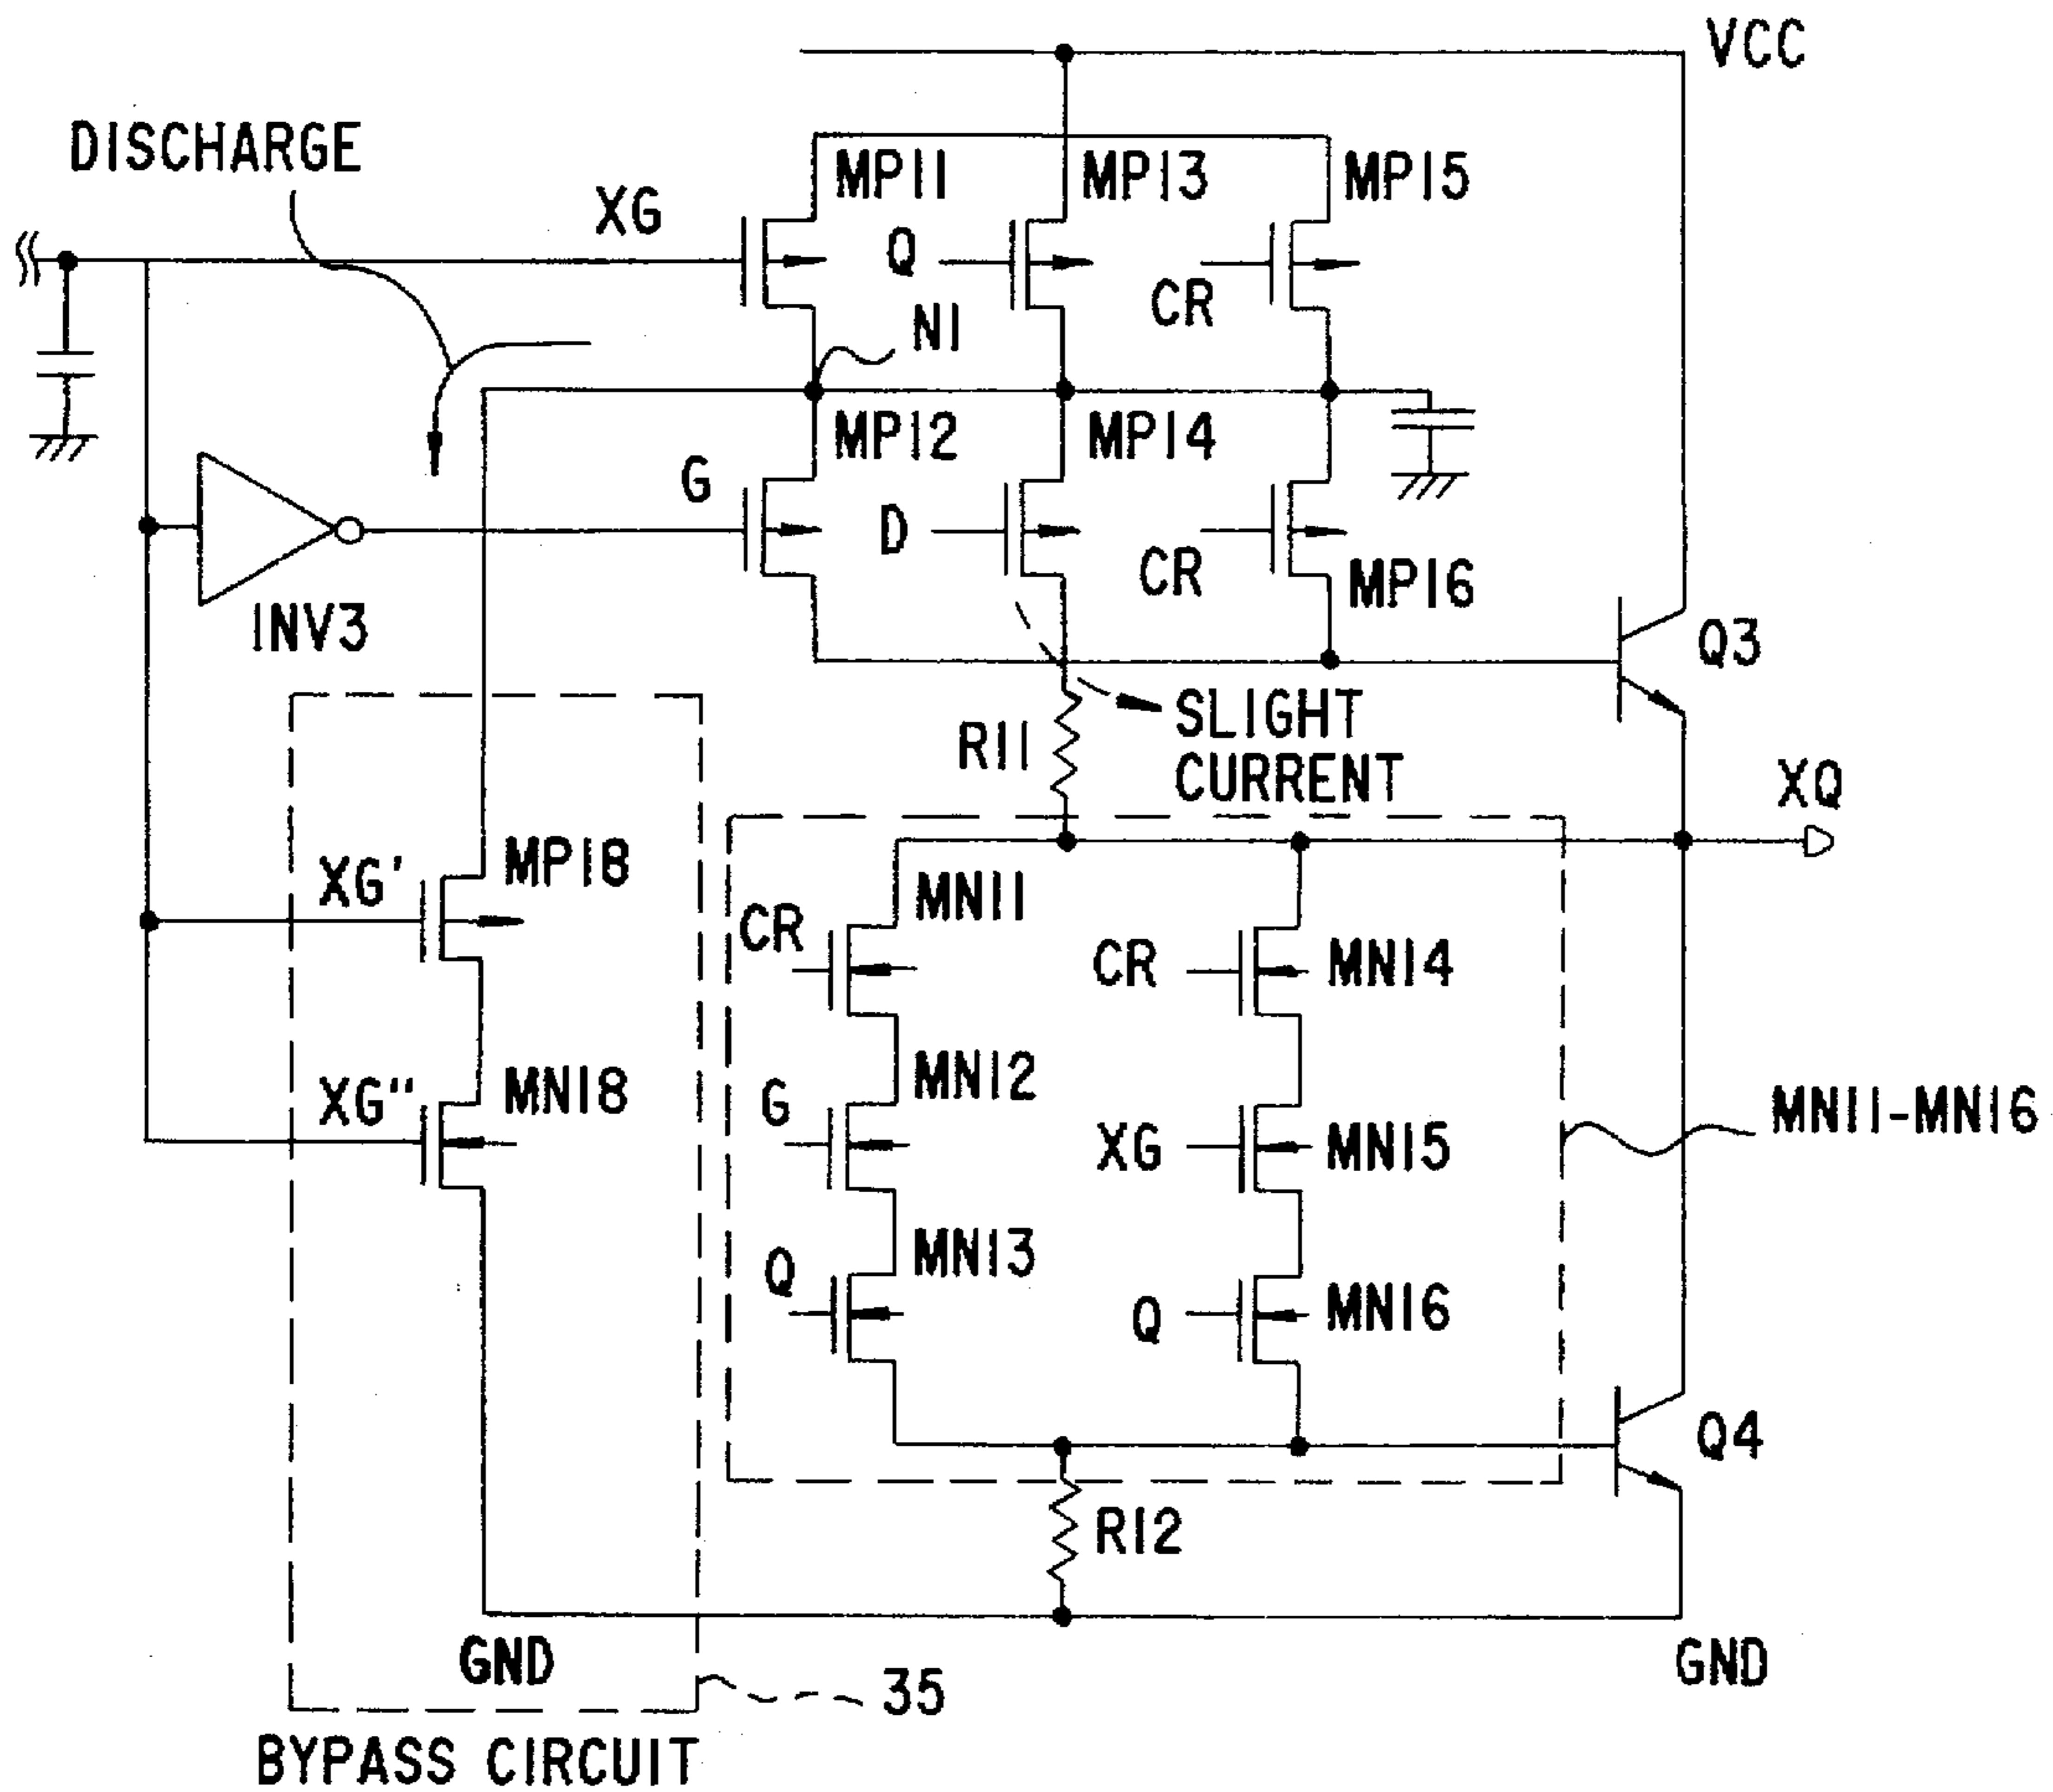 VCC
DISCHARGE
MP11
MP13
MP15
XG
Q
CR
N1
MP12
MP14
G
D
CR
MP16
INV3
Q3
SLIGHT
CURRENT
R11
XQ
XG'
MP18
MN11
CR
CR
MN14
MN12
XG"
MN18
G
XG
MN15
MN11-MN16
MN13
Q
Q
MN16
Q4
R12
GND
GND
35
BYPASS CIRCUIT